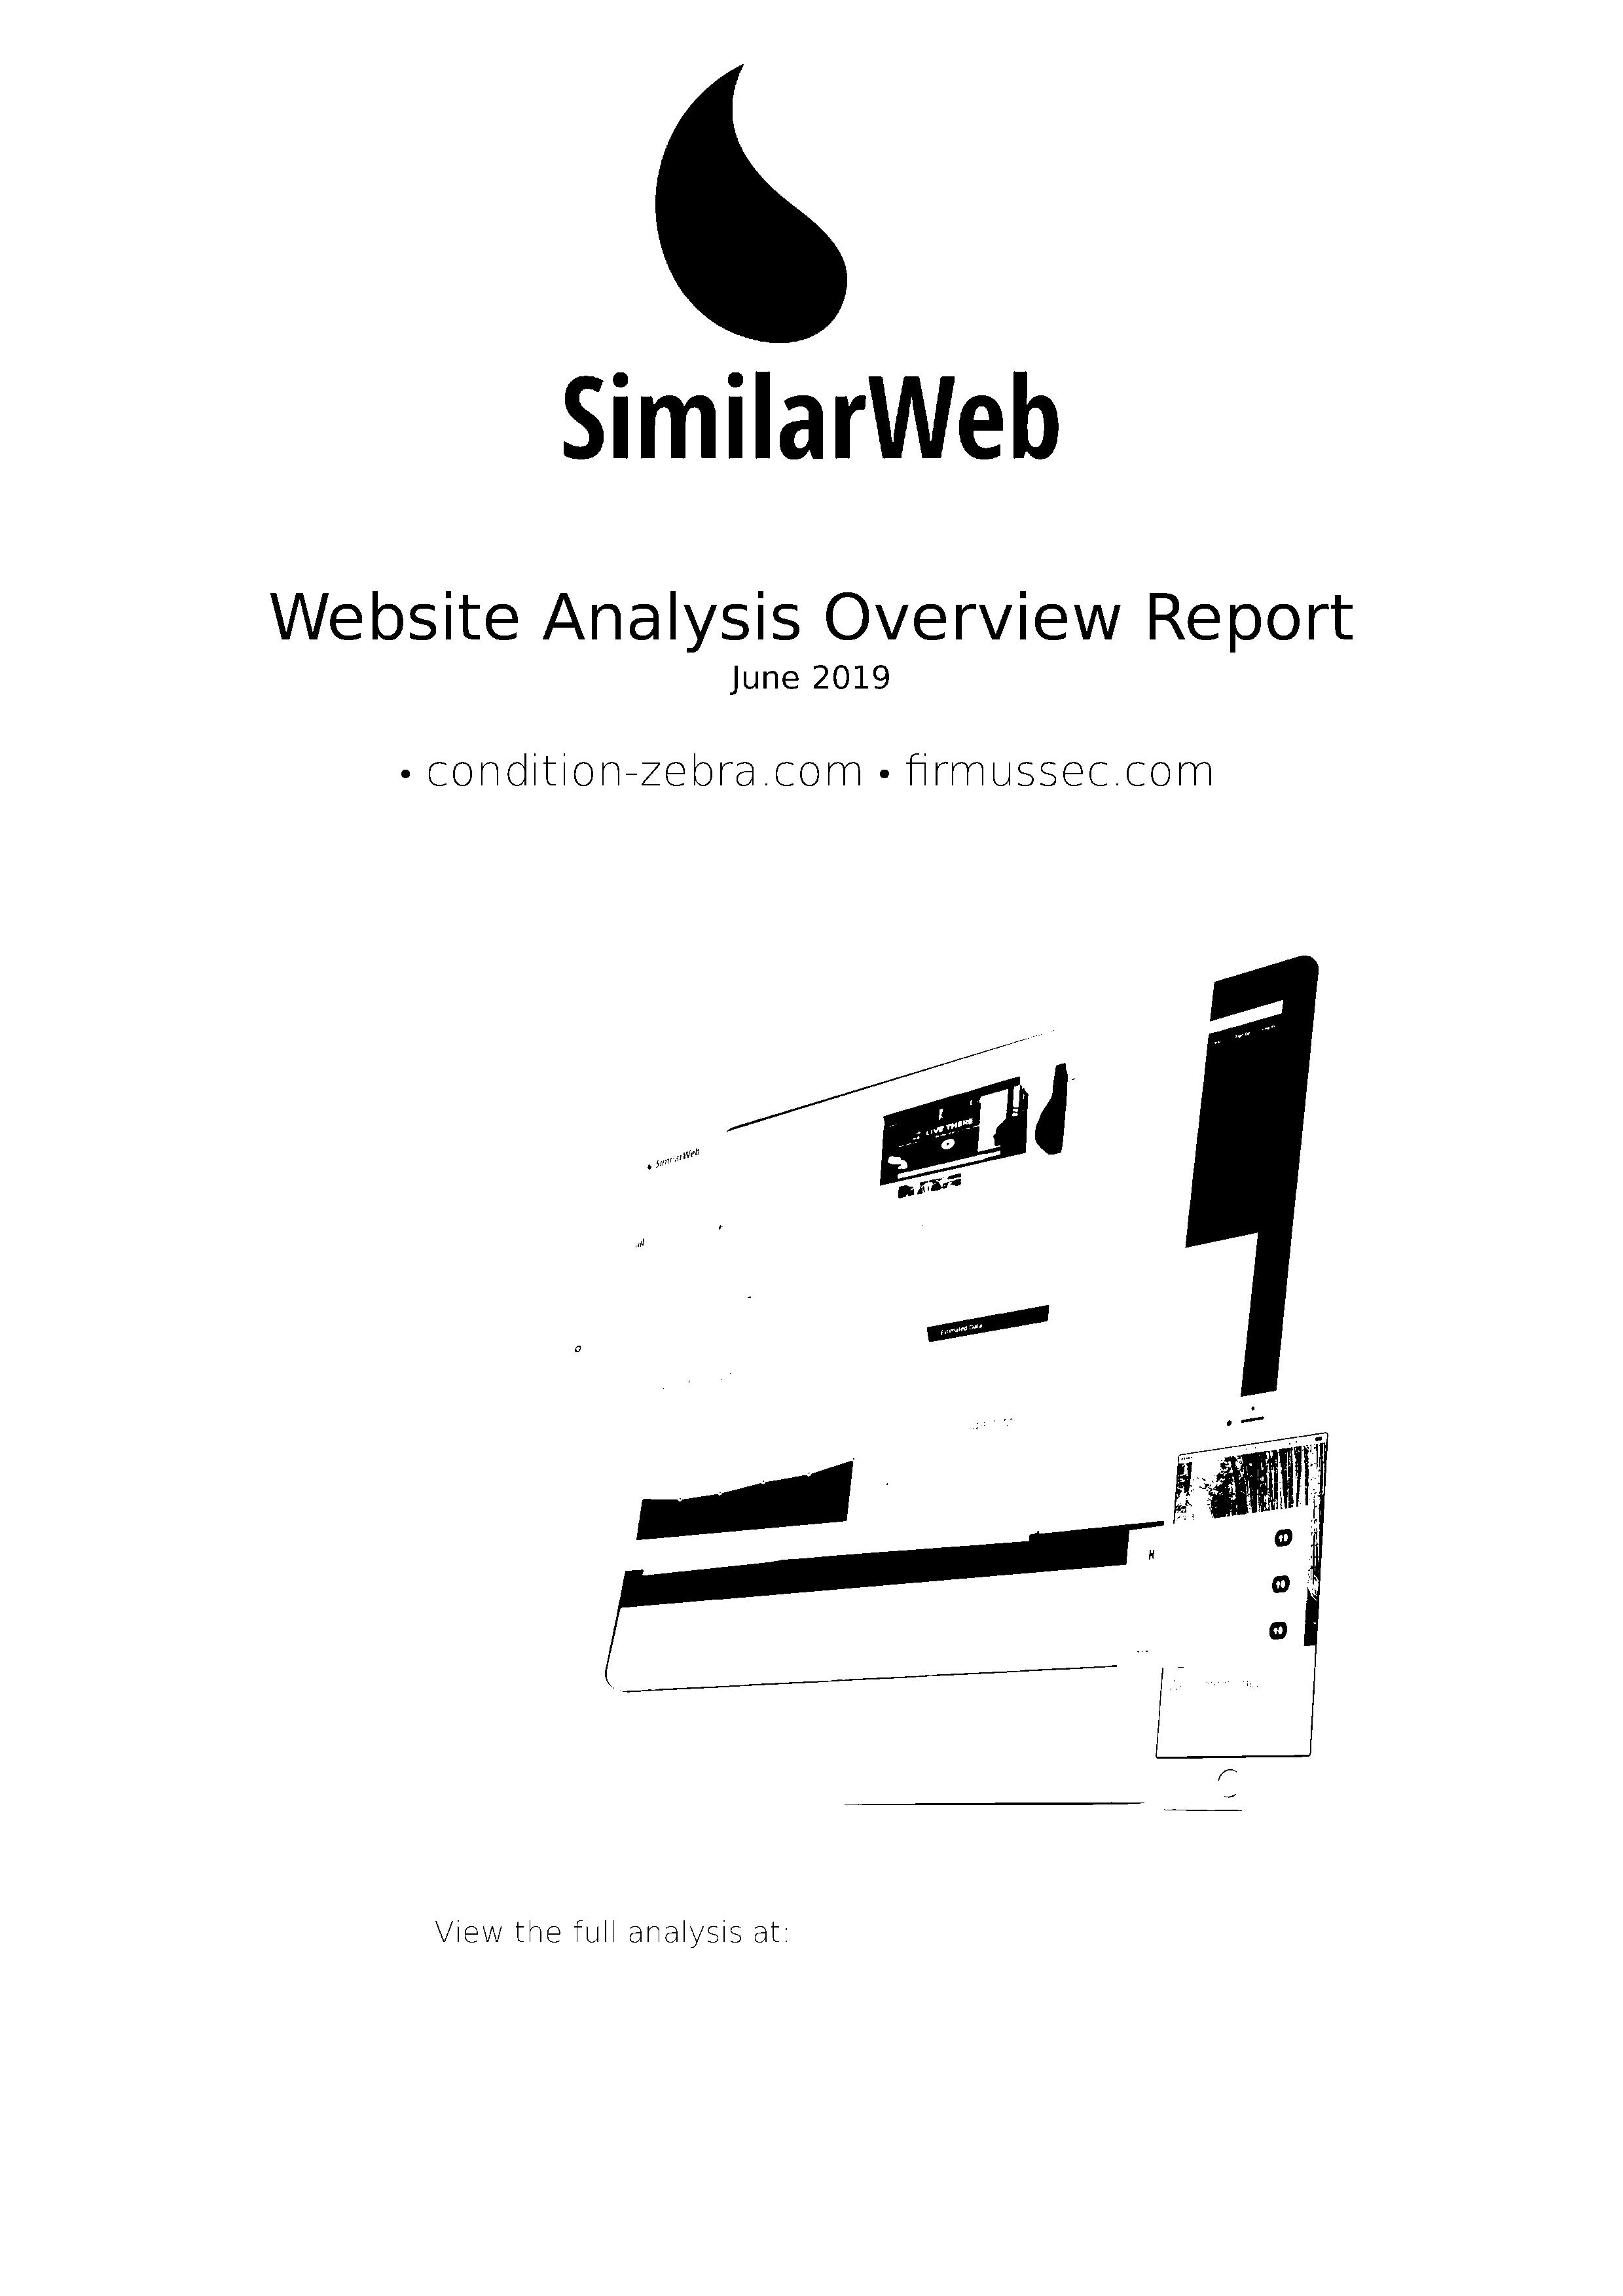 SimilarWeb
Website Analysis Overview Report
June 2019
• condition-zebra.com • firmussec.com
SimilarWeb
LIVE THERE
Estimated Data
View the full analysis at: